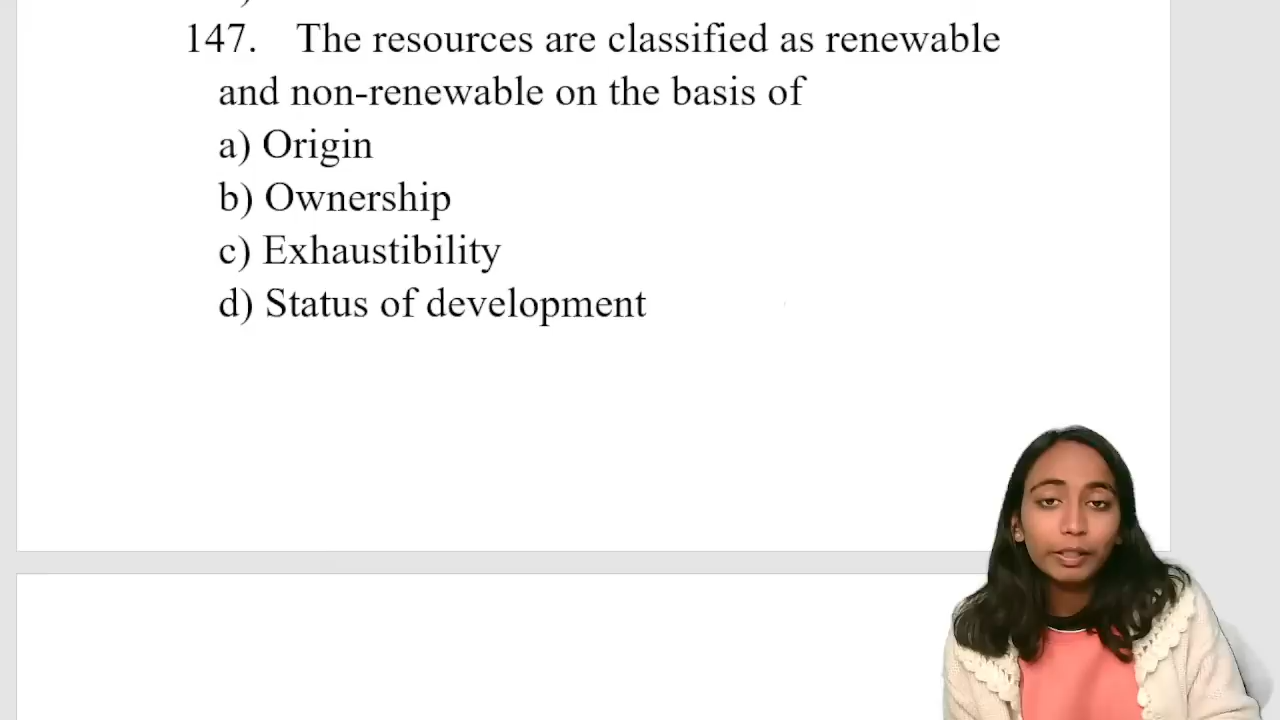 147. The resources are classified as renewable
and non-renewable on the basis of
a) Origin
b) Ownership
c) Exhaustibility
d) Status of development